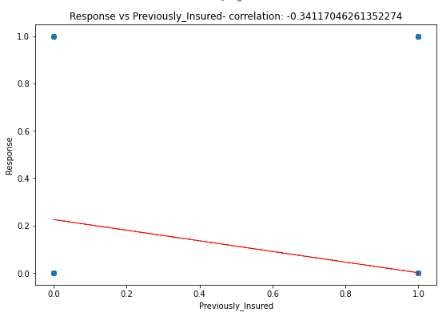 Response vs Previously_Insured- correlation: -0.34117046261352274
1.0
0.8
0.6
0.4
0.2
0.0
Response
0.0 0.2 0.4 0.6 0.8 1.0
Previously_Insured